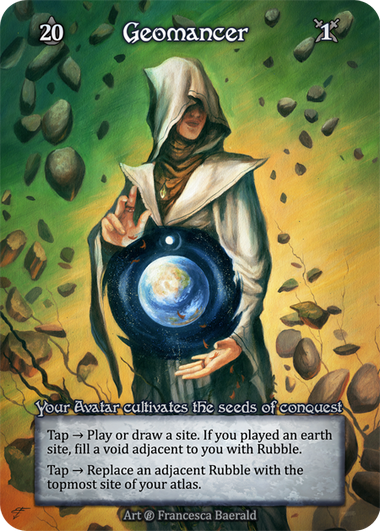 20 Geomancer 1
Your Avatar cultivates the seeds of conquest
Tap → Play or draw a site. If you played an earth
site, fill a void adjacent to you with Rubble.
Tap → Replace an adjacent Rubble with the
topmost site of your atlas.
Art @ Francesca Baerald